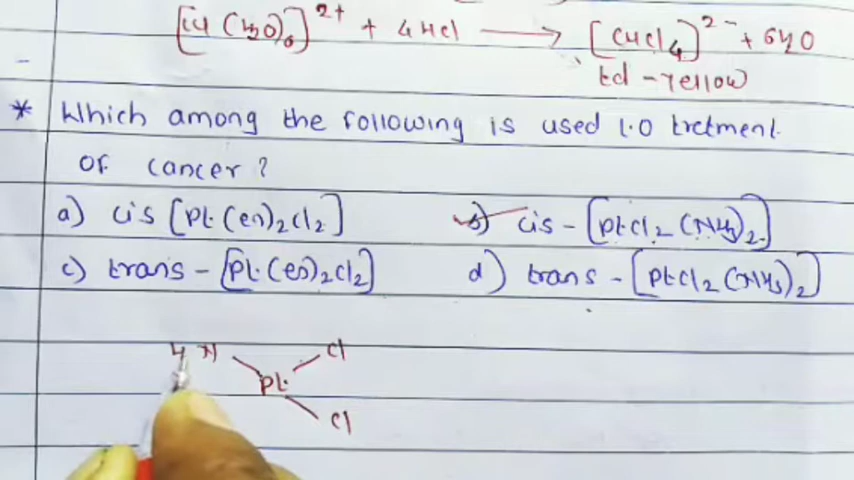 [Cu(H₂O)₆]²⁺ + 4HCl ⟶ [CuCl₄]²⁻ + 6H₂O
td - yellow
* Which among the following is used i.o tretment
of cancer?
a) cis [Pt(en)₂Cl₂] b) cis - [PtCl₂(NH₃)₂]
c) trans - [Pt(en)₂Cl₂] d) trans - [PtCl₂(NH₃)₂]
H N Cl
Pt
Cl